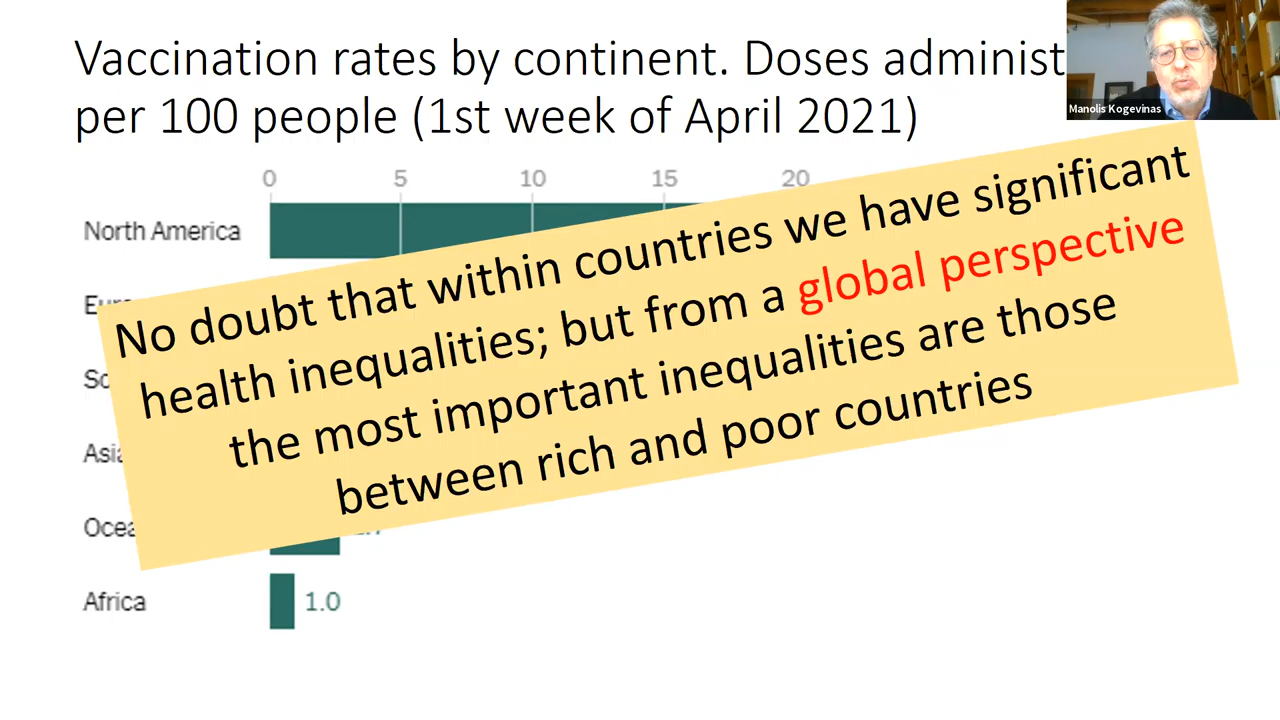 Vaccination rates by continent. Doses administ
per 100 people (1st week of April 2021)
Manolis Kogevinas
0 5 10 15 20
North America
No doubt that within countries we have significant
health inequalities; but from a global perspective
the most important inequalities are those
between rich and poor countries
Africa 1.0